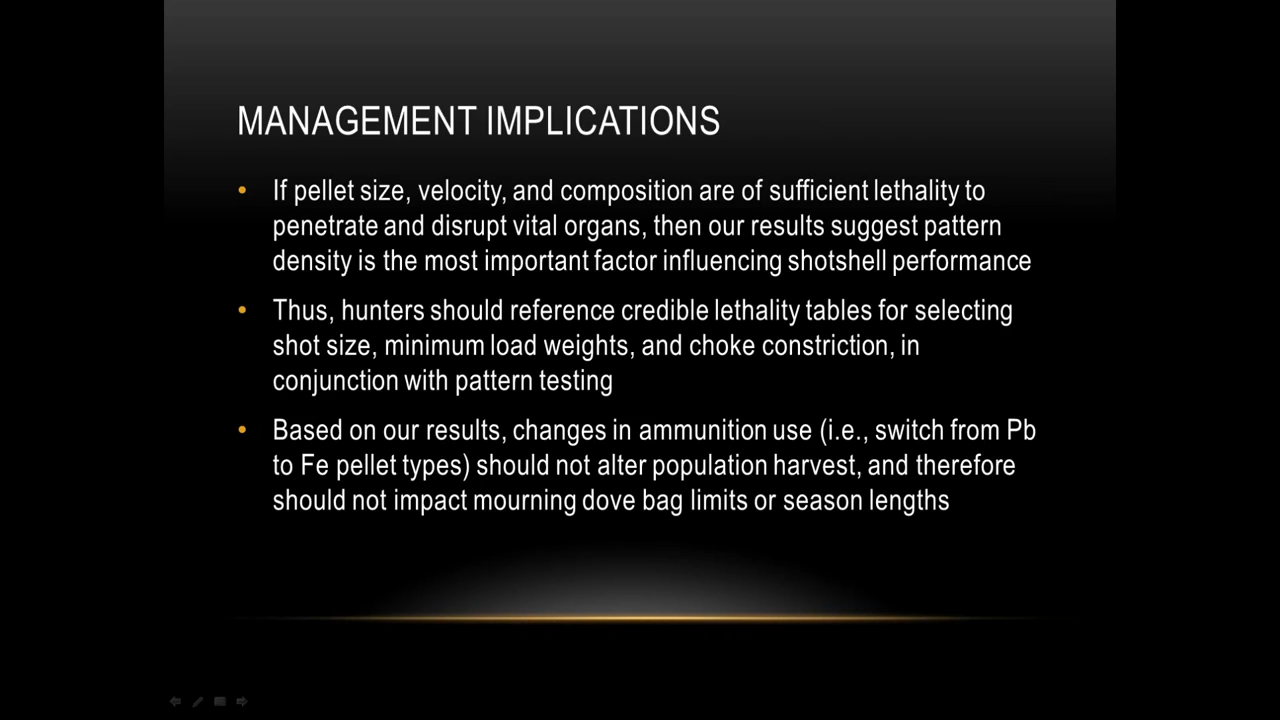 MANAGEMENT IMPLICATIONS
• If pellet size, velocity, and composition are of sufficient lethality to
penetrate and disrupt vital organs, then our results suggest pattern
density is the most important factor influencing shotshell performance
• Thus, hunters should reference credible lethality tables for selecting
shot size, minimum load weights, and choke constriction, in
conjunction with pattern testing
• Based on our results, changes in ammunition use (i.e., switch from Pb
to Fe pellet types) should not alter population harvest, and therefore
should not impact mourning dove bag limits or season lengths